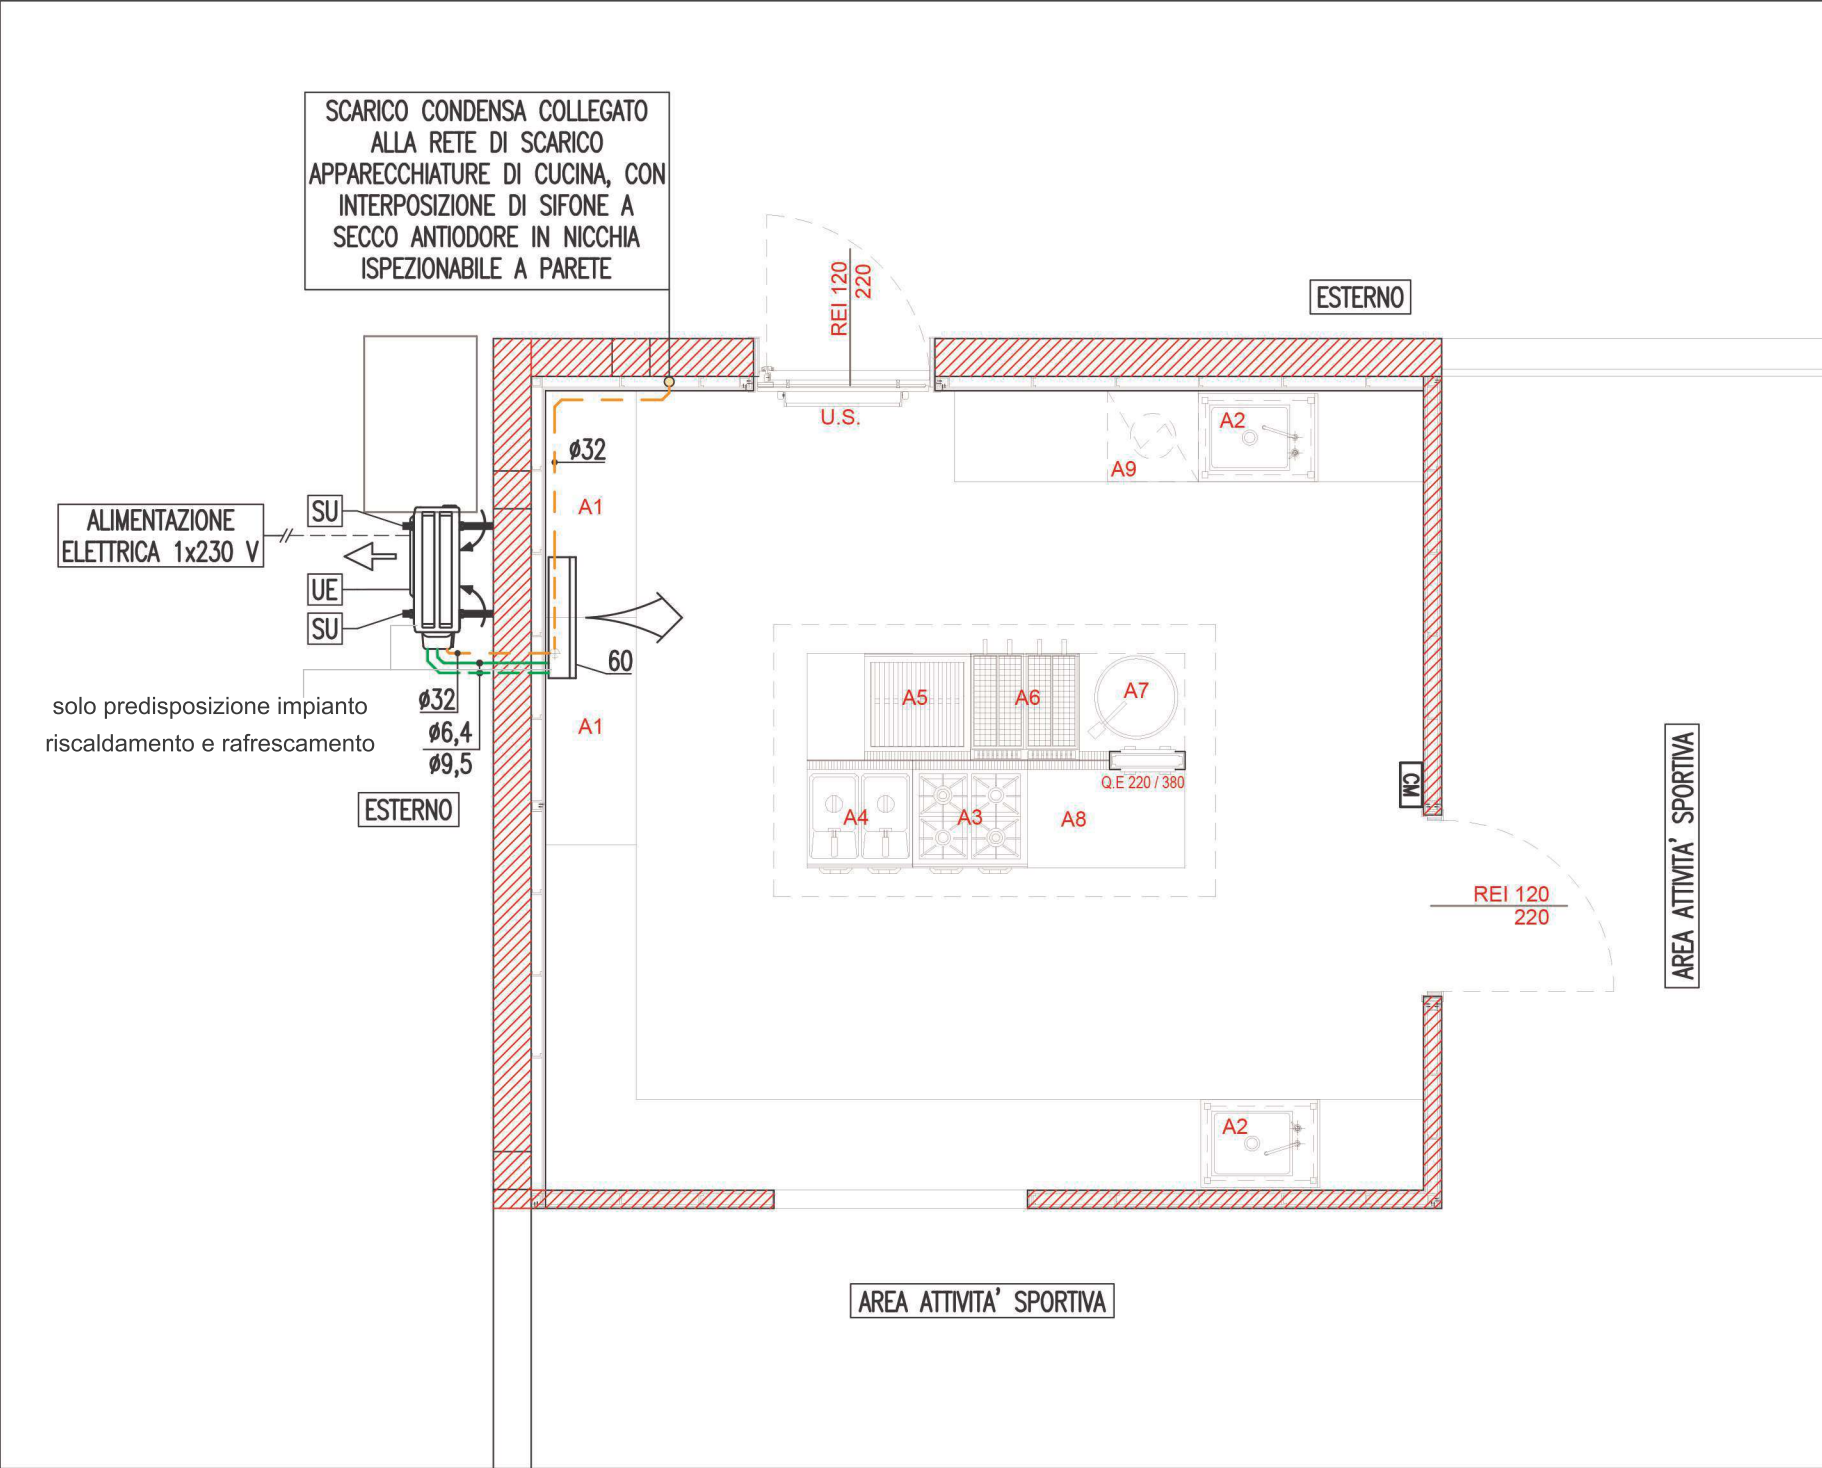 SCARICO CONDENSA COLLEGATO
ALLA RETE DI SCARICO
APPARECCHIATURE DI CUCINA, CON
INTERPOSIZIONE DI SIFONE A
SECCO ANTIODORE IN NICCHIA
ISPEZIONABILE A PARETE
REI 120
220
ESTERNO
U.S.
A2
A9
ø32
A1
ALIMENTAZIONE
ELETTRICA 1x230 V
SU
UE
SU
60
solo predisposizione impianto
riscaldamento e rafrescamento
ø32
ø6,4
ø9,5
ESTERNO
A1
A5
A6
A7
Q.E 220 / 380
A4
A3
A8
CM
REI 120
220
AREA ATTIVITA' SPORTIVA
A2
AREA ATTIVITA' SPORTIVA